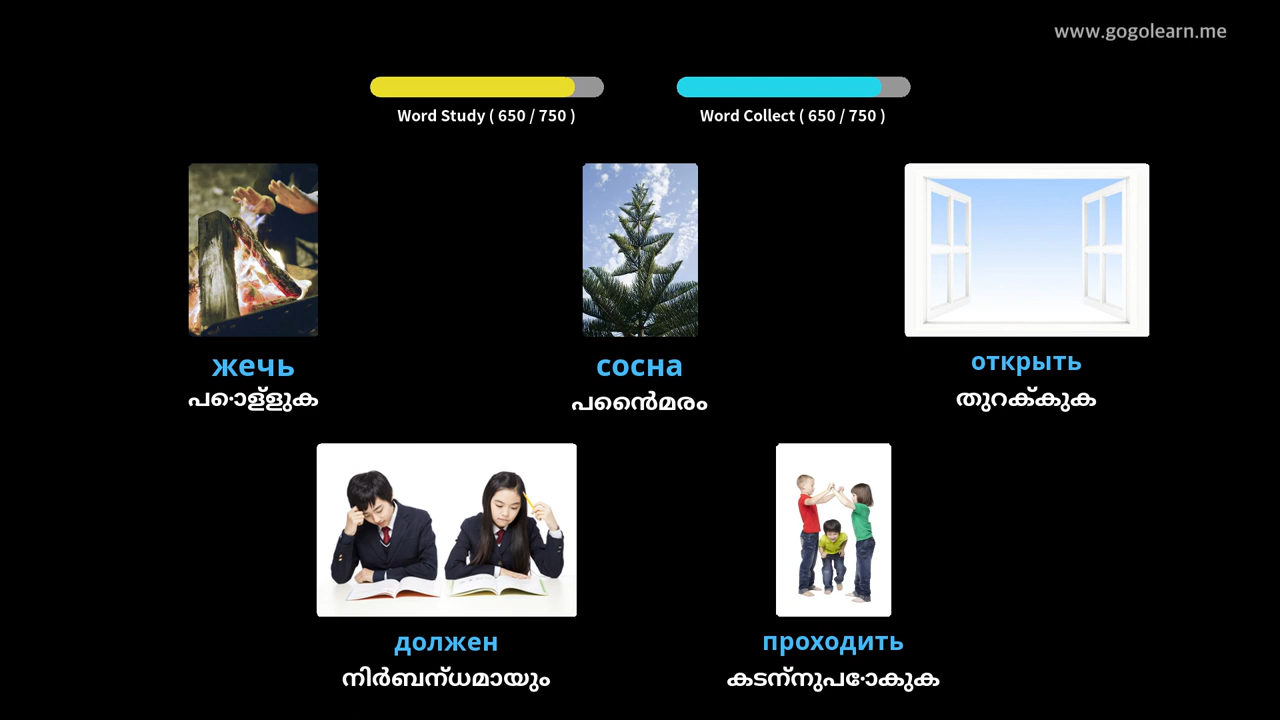 www.gogolearn.me
Word Study ( 650 / 750 )
Word Collect ( 650 / 750 )
жечь
പൊള്ളുക
сосна
പൈൻമരം
открыть
തുറക്കുക
должен
നിർബന്ധമായും
проходить
കടന്നുപോകുക